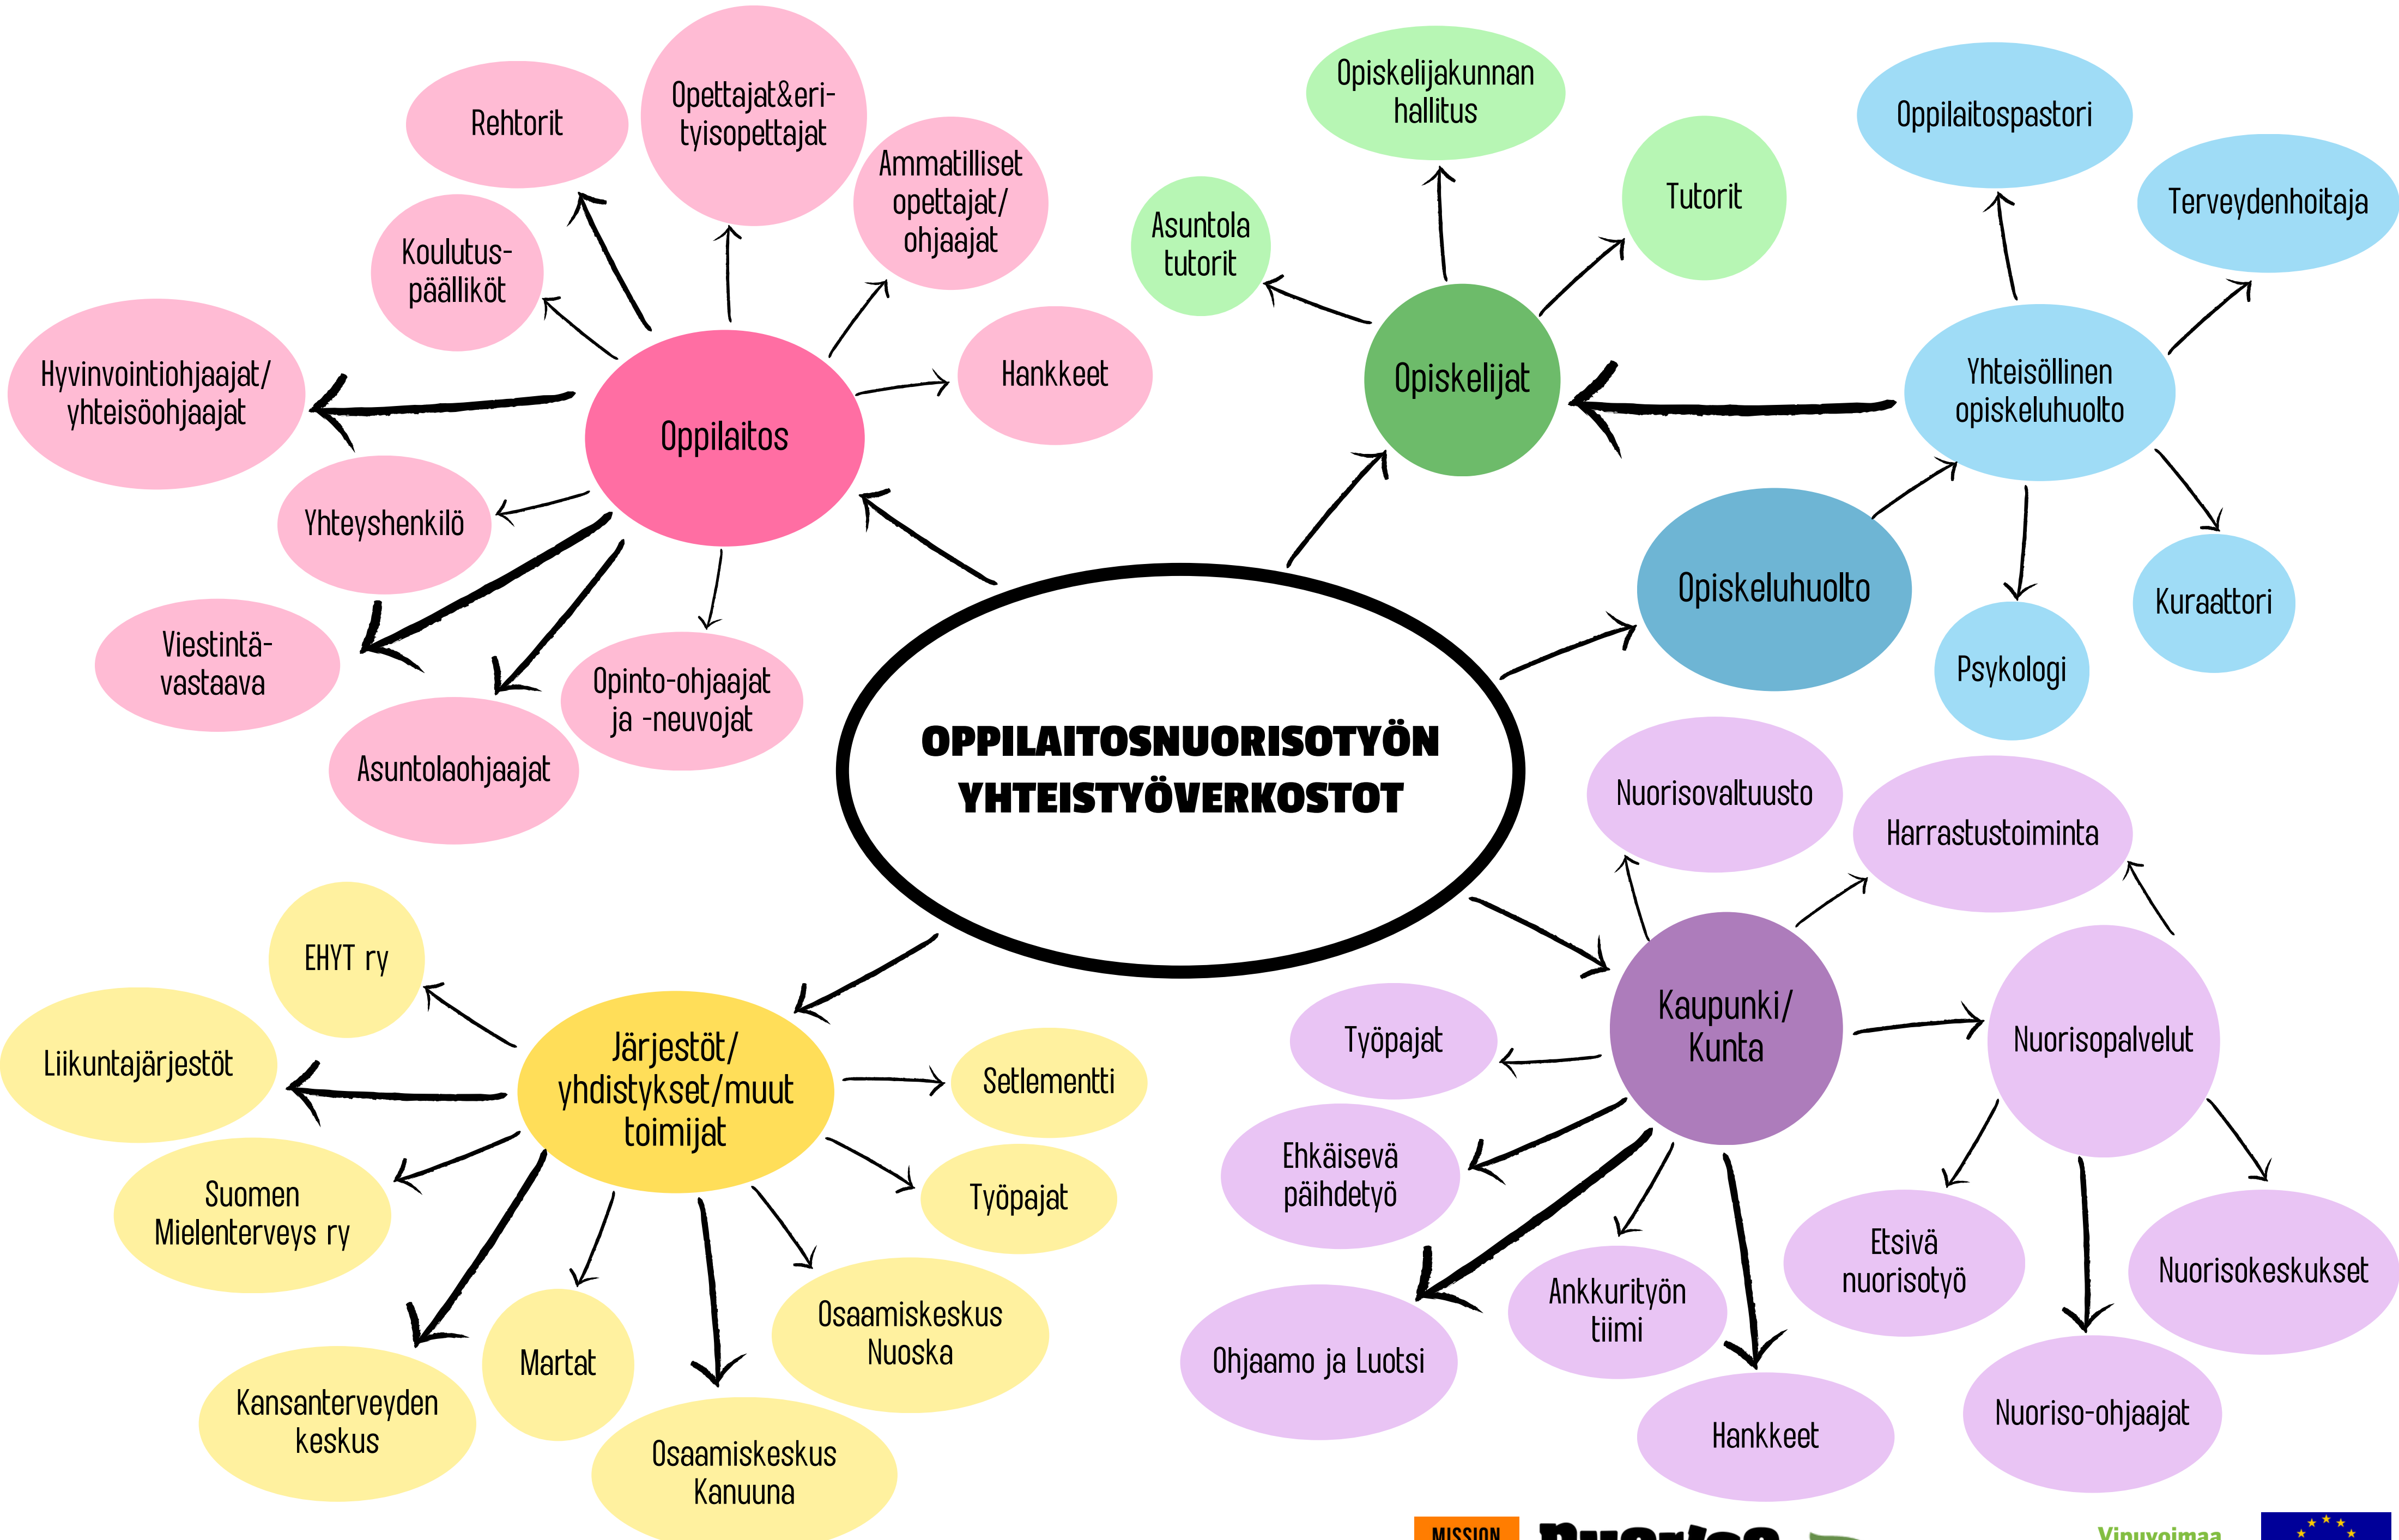 Rehtorit
Opettajat&eri-
tyisopettajat
Ammatilliset
opettajat/
ohjaajat
Koulutus-
päälliköt
Hankkeet
Hyvinvointiohjaajat/
yhteisöohjaajat
Oppilaitos
Yhteyshenkilö
Viestintä-
vastaava
Asuntolaohjaajat
Opinto-ohjaajat
ja -neuvojat
Opiskelijakunnan
hallitus
Asuntola
tutorit
Tutorit
Opiskelijat
Oppilaitospastori
Terveydenhoitaja
Yhteisöllinen
opiskeluhuolto
Opiskeluhuolto
Kuraattori
Psykologi
OPPILAITOSNUORISOTYÖN
YHTEISTYÖVERKOSTOT
Nuorisovaltuusto
Harrastustoiminta
Kaupunki/
Kunta
Nuorisopalvelut
Työpajat
Ehkäisevä
päihdetyö
Ohjaamo ja Luotsi
Ankkurityön
tiimi
Hankkeet
Etsivä
nuorisotyö
Nuoriso-ohjaajat
Nuorisokeskukset
EHYT ry
Liikuntajärjestöt
Järjestöt/
yhdistykset/muut
toimijat
Setlementti
Työpajat
Suomen
Mielenterveys ry
Kansanterveyden
keskus
Martat
Osaamiskeskus
Nuoska
Osaamiskeskus
Kanuuna
MISSION
Vipuvoimaa